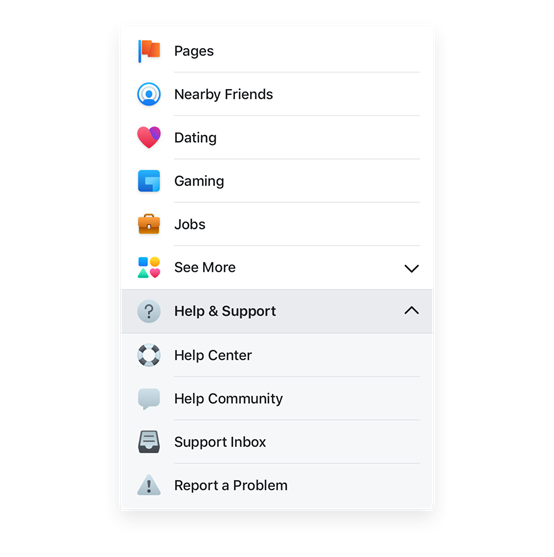 Pages
Nearby Friends
Dating
Gaming
Jobs
See More
Help & Support
Help Center
Help Community
Support Inbox
Report a Problem